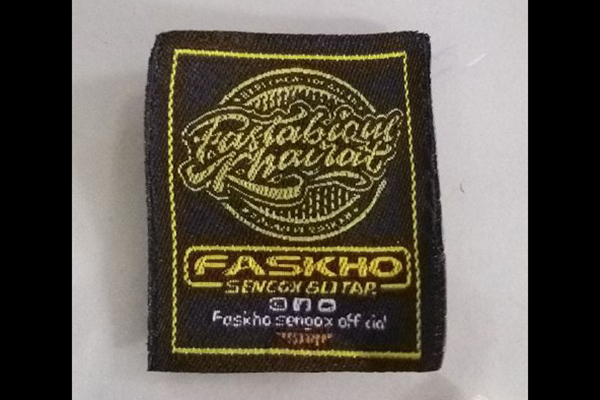 Fastabiqul
Khairat
FASKHO
SENGOX BLITAR
Faskho sengox official